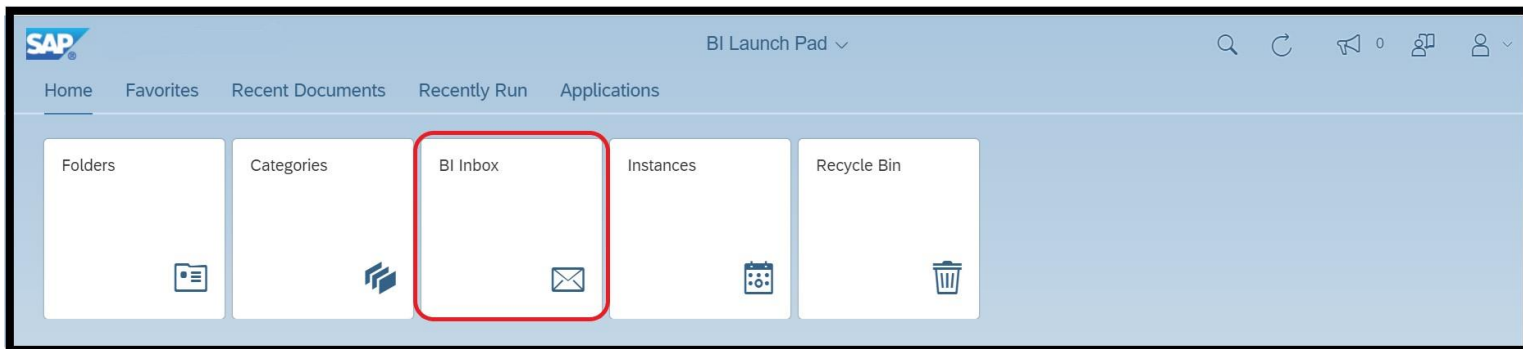 SAP®
BI Launch Pad
0
Home Favorites Recent Documents Recently Run Applications
Folders Categories BI Inbox Instances Recycle Bin